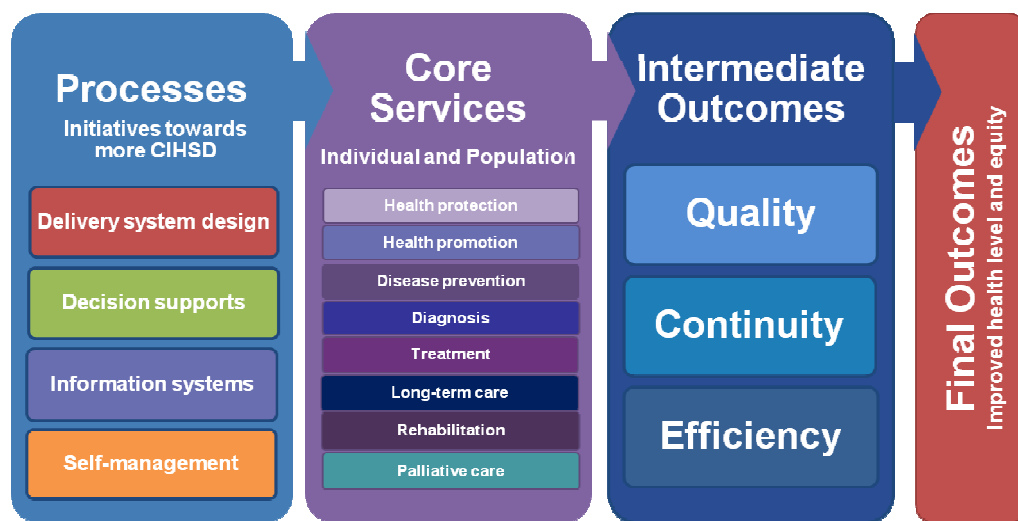 Processes
Initiatives towards
more CIHSD
Delivery system design
Decision supports
Information systems
Self-management
Core
Services
Individual and Population
Health protection
Health promotion
Disease prevention
Diagnosis
Treatment
Long-term care
Rehabilitation
Palliative care
Intermediate
Outcomes
Quality
Continuity
Efficiency
Final Outcomes
Improved health level and equity